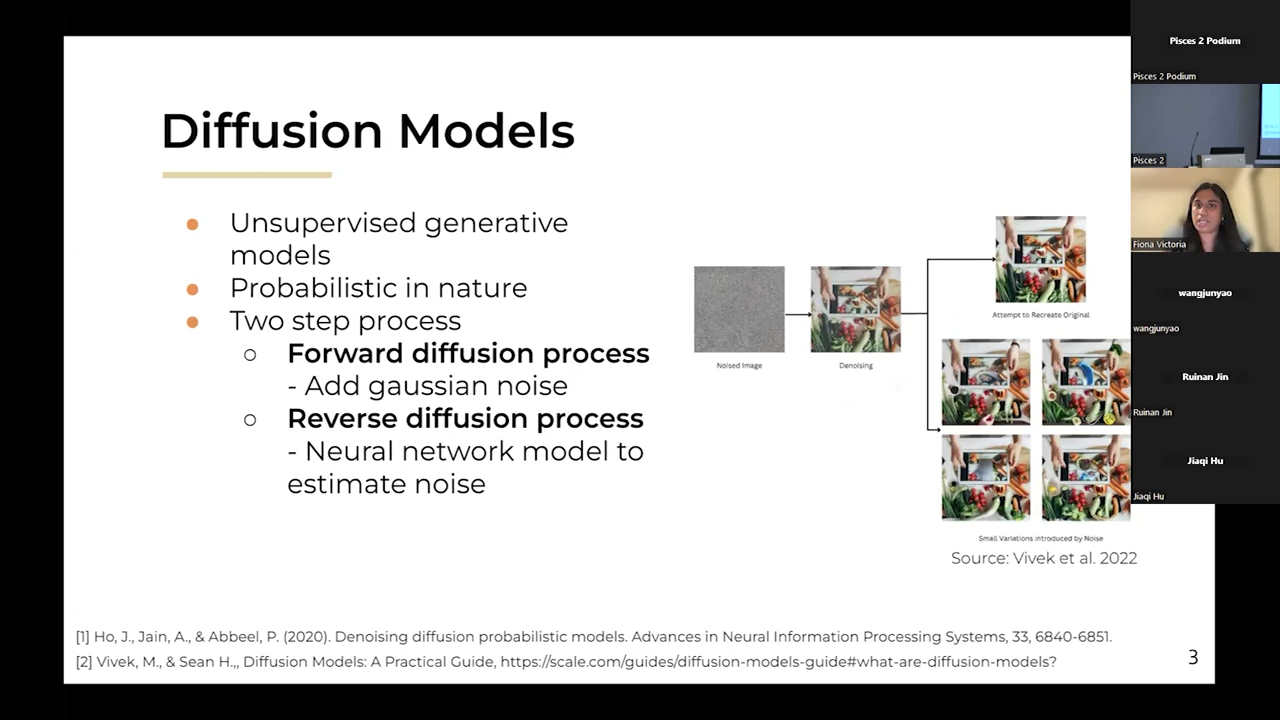 Diffusion Models
Unsupervised generative
models
Probabilistic in nature
Two step process
Forward diffusion process
- Add gaussian noise
Reverse diffusion process
- Neural network model to
estimate noise
Noised Image
Denoising
Attempt to Recreate Original
Small Variations introduced by Noise
Source: Vivek et al. 2022
[1] Ho, J., Jain, A., & Abbeel, P. (2020). Denoising diffusion probabilistic models. Advances in Neural Information Processing Systems, 33, 6840-6851.
[2] Vivek, M., & Sean H.,, Diffusion Models: A Practical Guide, https://scale.com/guides/diffusion-models-guide#what-are-diffusion-models?
3
Pisces 2 Podium
Pisces 2 Podium
Pisces 2
Fiona Victoria
wangjunyao
wangjunyao
Ruinan Jin
Ruinan Jin
Jiaqi Hu
Jiaqi Hu